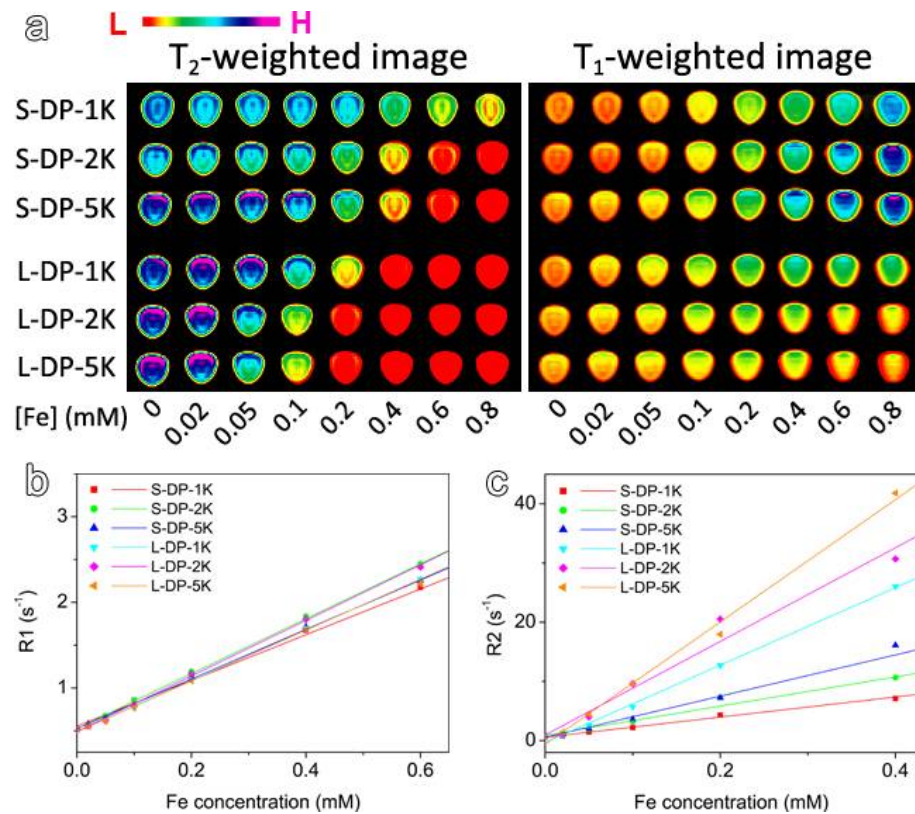 a
L H
T₂-weighted image T₁-weighted image
S-DP-1K
S-DP-2K
S-DP-5K
L-DP-1K
L-DP-2K
L-DP-5K
[Fe] (mM) 0 0.02 0.05 0.1 0.2 0.4 0.6 0.8 0 0.02 0.05 0.1 0.2 0.4 0.6 0.8
b
S-DP-1K
S-DP-2K
S-DP-5K
L-DP-1K
L-DP-2K
L-DP-5K
3
2
1
R1 (s⁻¹)
0.0 0.2 0.4 0.6
Fe concentration (mM)
c
S-DP-1K
S-DP-2K
S-DP-5K
L-DP-1K
L-DP-2K
L-DP-5K
40
20
0
R2 (s⁻¹)
0.0 0.2 0.4
Fe concentration (mM)